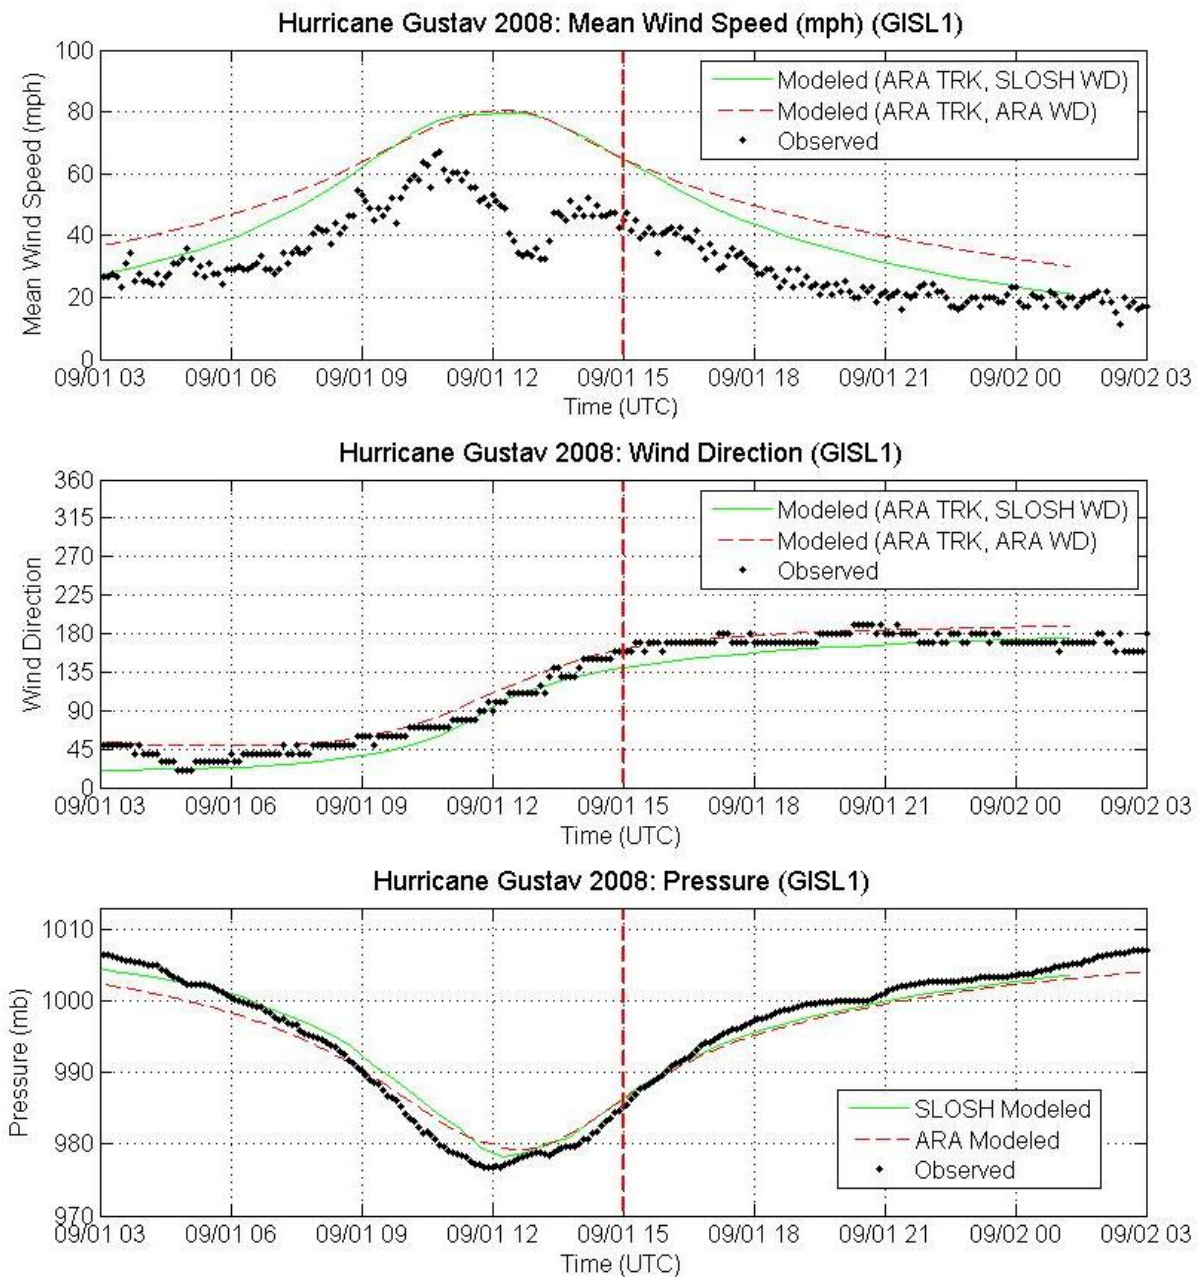 Hurricane Gustav 2008: Mean Wind Speed (mph) (GISL1)
100
80
60
40
20
0
Mean Wind Speed (mph)
Modeled (ARA TRK, SLOSH WD)
Modeled (ARA TRK, ARA WD)
Observed
09/01 03 09/01 06 09/01 09 09/01 12 09/01 15 09/01 18 09/01 21 09/02 00 09/02 03
Time (UTC)
Hurricane Gustav 2008: Wind Direction (GISL1)
360
315
270
225
180
135
90
45
0
Wind Direction
Modeled (ARA TRK, SLOSH WD)
Modeled (ARA TRK, ARA WD)
Observed
09/01 03 09/01 06 09/01 09 09/01 12 09/01 15 09/01 18 09/01 21 09/02 00 09/02 03
Time (UTC)
Hurricane Gustav 2008: Pressure (GISL1)
1010
1000
990
980
970
Pressure (mb)
SLOSH Modeled
ARA Modeled
Observed
09/01 03 09/01 06 09/01 09 09/01 12 09/01 15 09/01 18 09/01 21 09/02 00 09/02 03
Time (UTC)